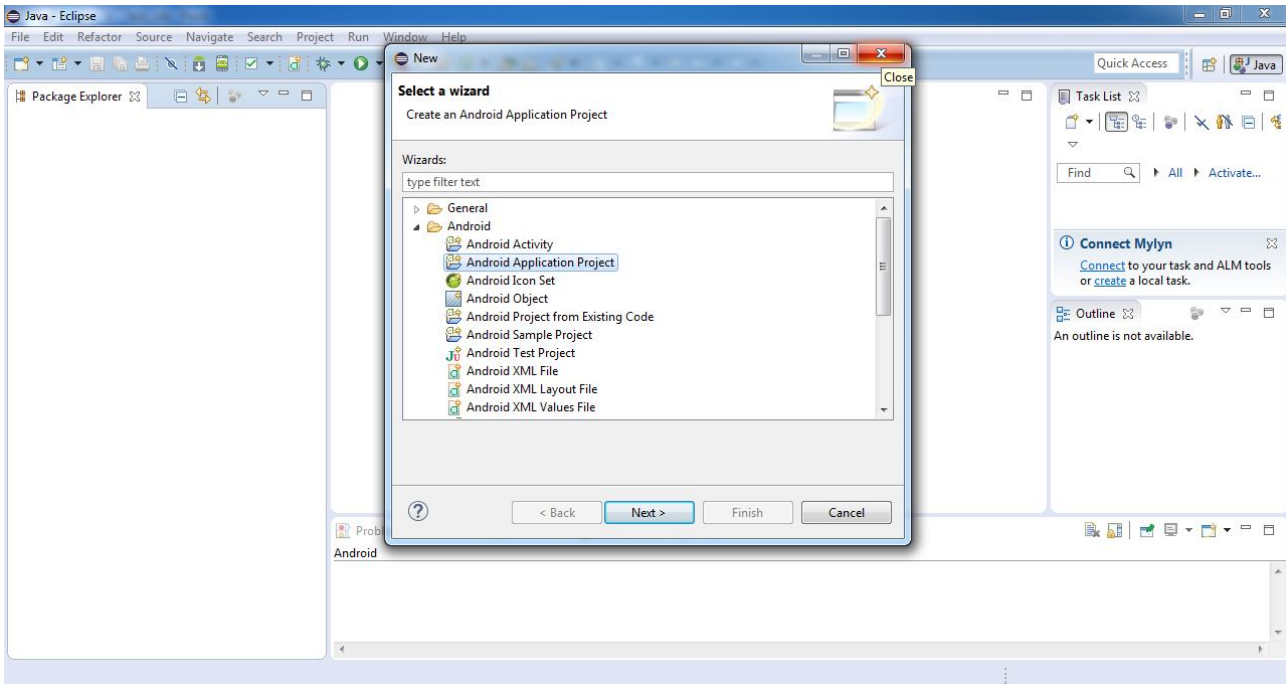 Java - Eclipse
File Edit Refactor Source Navigate Search Project Run Window Help
Quick Access
Java
Package Explorer
New
Close
Select a wizard
Create an Android Application Project
Wizards:
type filter text
General
Android
Android Activity
Android Application Project
Android Icon Set
Android Object
Android Project from Existing Code
Android Sample Project
Android Test Project
Android XML File
Android XML Layout File
Android XML Values File
< Back Next > Finish Cancel
Task List
Find All Activate...
Connect Mylyn
Connect to your task and ALM tools
or create a local task.
Outline
An outline is not available.
Probl
Android